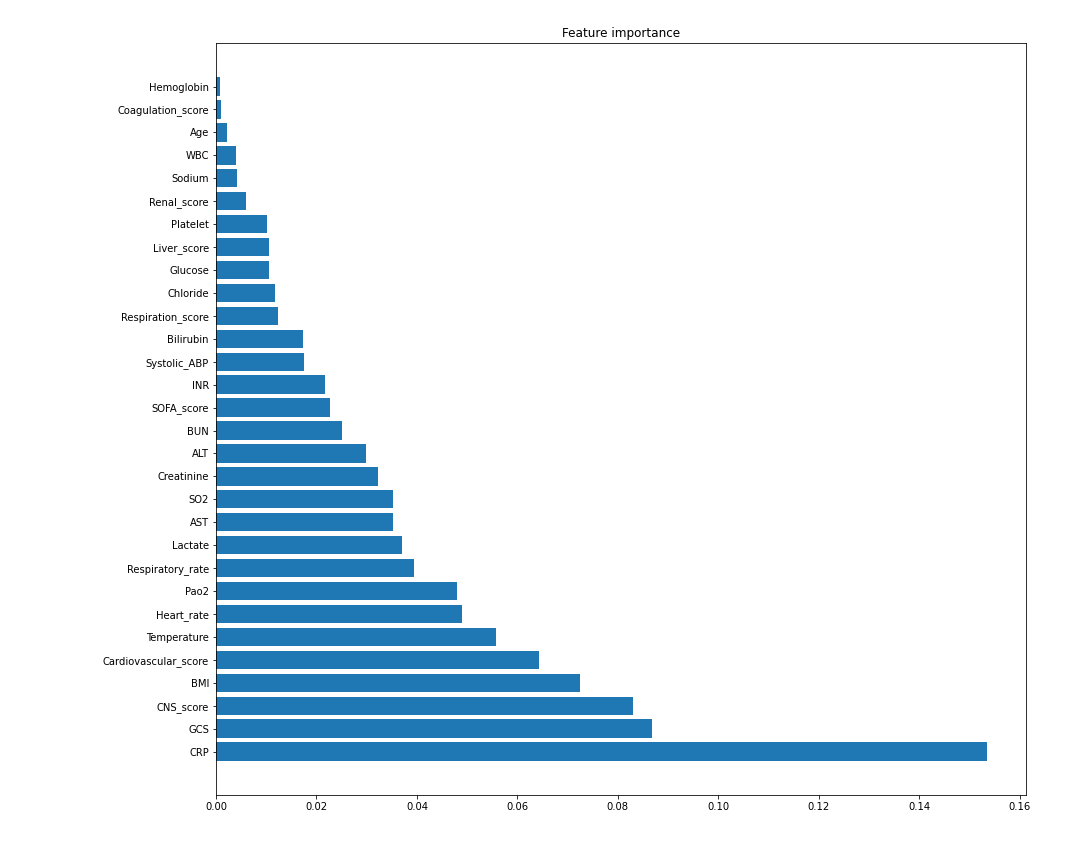 Feature importance
Hemoglobin
Coagulation_score
Age
WBC
Sodium
Renal_score
Platelet
Liver_score
Glucose
Chloride
Respiration_score
Bilirubin
Systolic_ABP
INR
SOFA_score
BUN
ALT
Creatinine
SO2
AST
Lactate
Respiratory_rate
Pao2
Heart_rate
Temperature
Cardiovascular_score
BMI
CNS_score
GCS
CRP
0.00 0.02 0.04 0.06 0.08 0.10 0.12 0.14 0.16